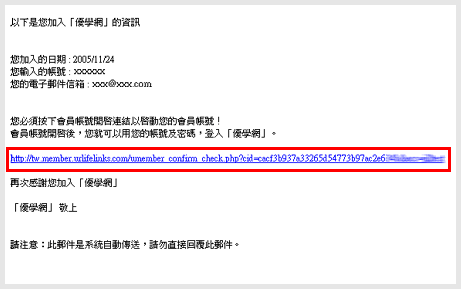 以下是您加入「優學網」的資訊
您加入的日期 : 2005/11/24
您輸入的帳號 : xxxxxx
您的電子郵件信箱 : xxx@xxx.com
您必須按下會員帳號開啟連結以啟動您的會員帳號！
會員帳號開啟後，您就可以用您的帳號及密碼，登入「優學網」。
http://tw.member.urlifelinks.com/umember_confirm_check.php?cid=cacf3b937a33265d54773b97ac2e6
再次感謝您加入「優學網」
「優學網」 敬上
請注意：此郵件是系統自動傳送，請勿直接回覆此郵件。